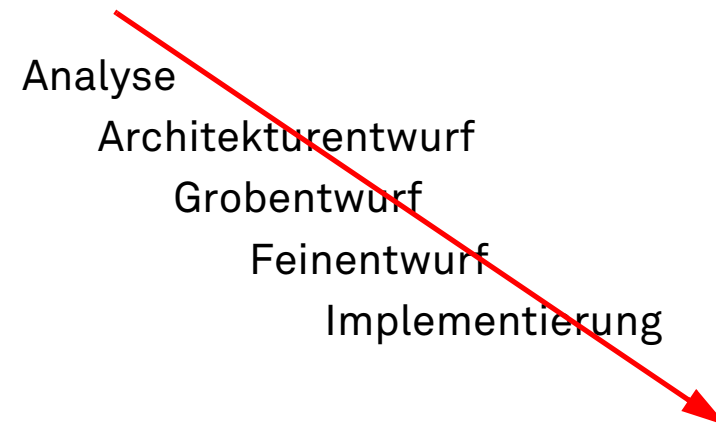 Analyse
Architekturentwurf
Grobentwurf
Feinentwurf
Implementierung